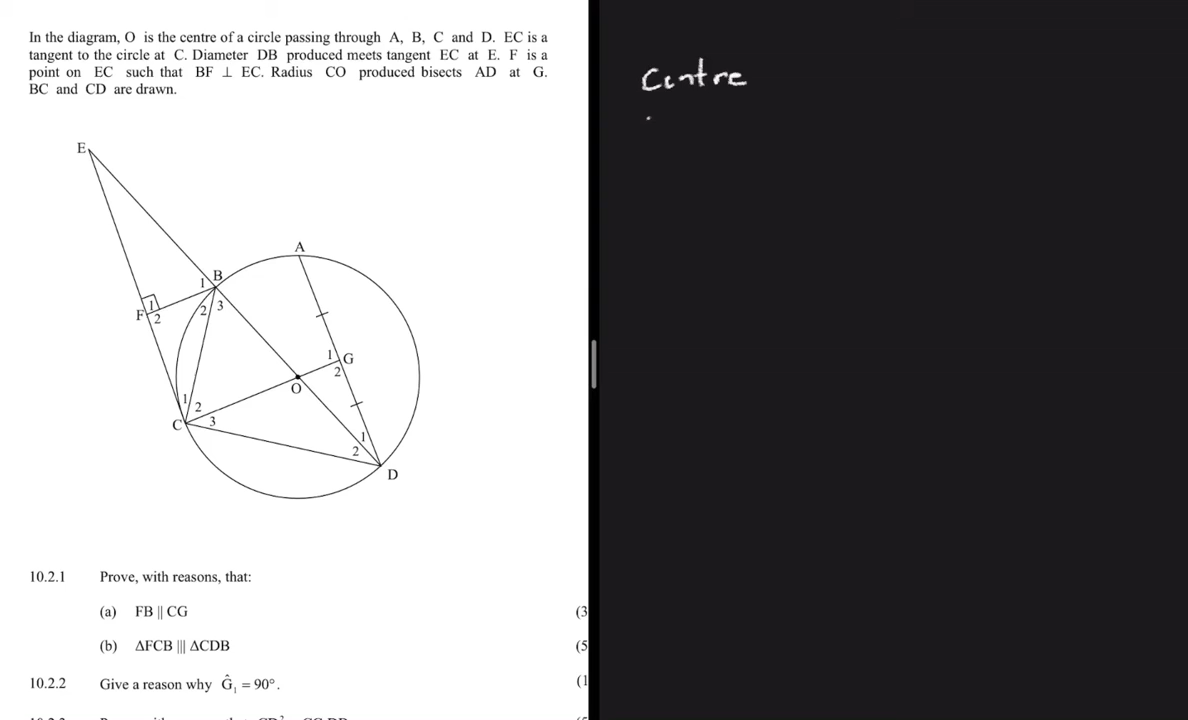 In the diagram, O is the centre of a circle passing through A, B, C and D. EC is a
tangent to the circle at C. Diameter DB produced meets tangent EC at E. F is a
point on EC such that BF ⊥ EC. Radius CO produced bisects AD at G.
BC and CD are drawn.
Centre
E
A
1 B
1
F 2
2 3
1 G
2
O
1 2
C 3
1
2
D
10.2.1 Prove, with reasons, that:
(a) FB || CG (3
(b) ΔFCB ||| ΔCDB (5
10.2.2 Give a reason why Ĝ₁ = 90°. (1